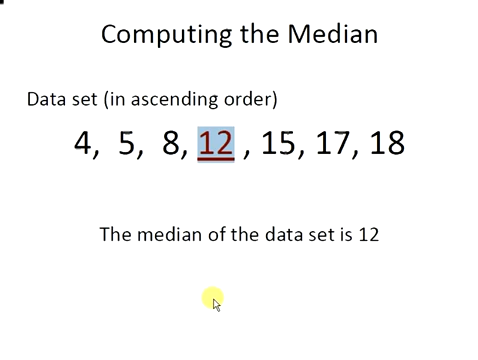 Computing the Median
Data set (in ascending order)
4, 5, 8, 12 , 15, 17, 18
The median of the data set is 12